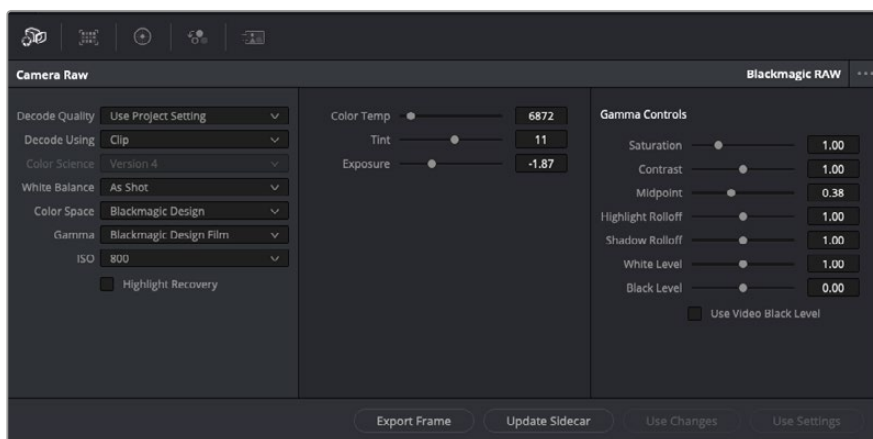 Camera Raw
Blackmagic RAW
Decode Quality Use Project Setting
Decode Using Clip
Color Science Version 4
White Balance As Shot
Color Space Blackmagic Design
Gamma Blackmagic Design Film
ISO 800
Highlight Recovery
Color Temp 6872
Tint 11
Exposure -1.87
Gamma Controls
Saturation 1.00
Contrast 1.00
Midpoint 0.38
Highlight Rolloff 1.00
Shadow Rolloff 1.00
White Level 1.00
Black Level 0.00
Use Video Black Level
Export Frame
Update Sidecar
Use Changes
Use Settings